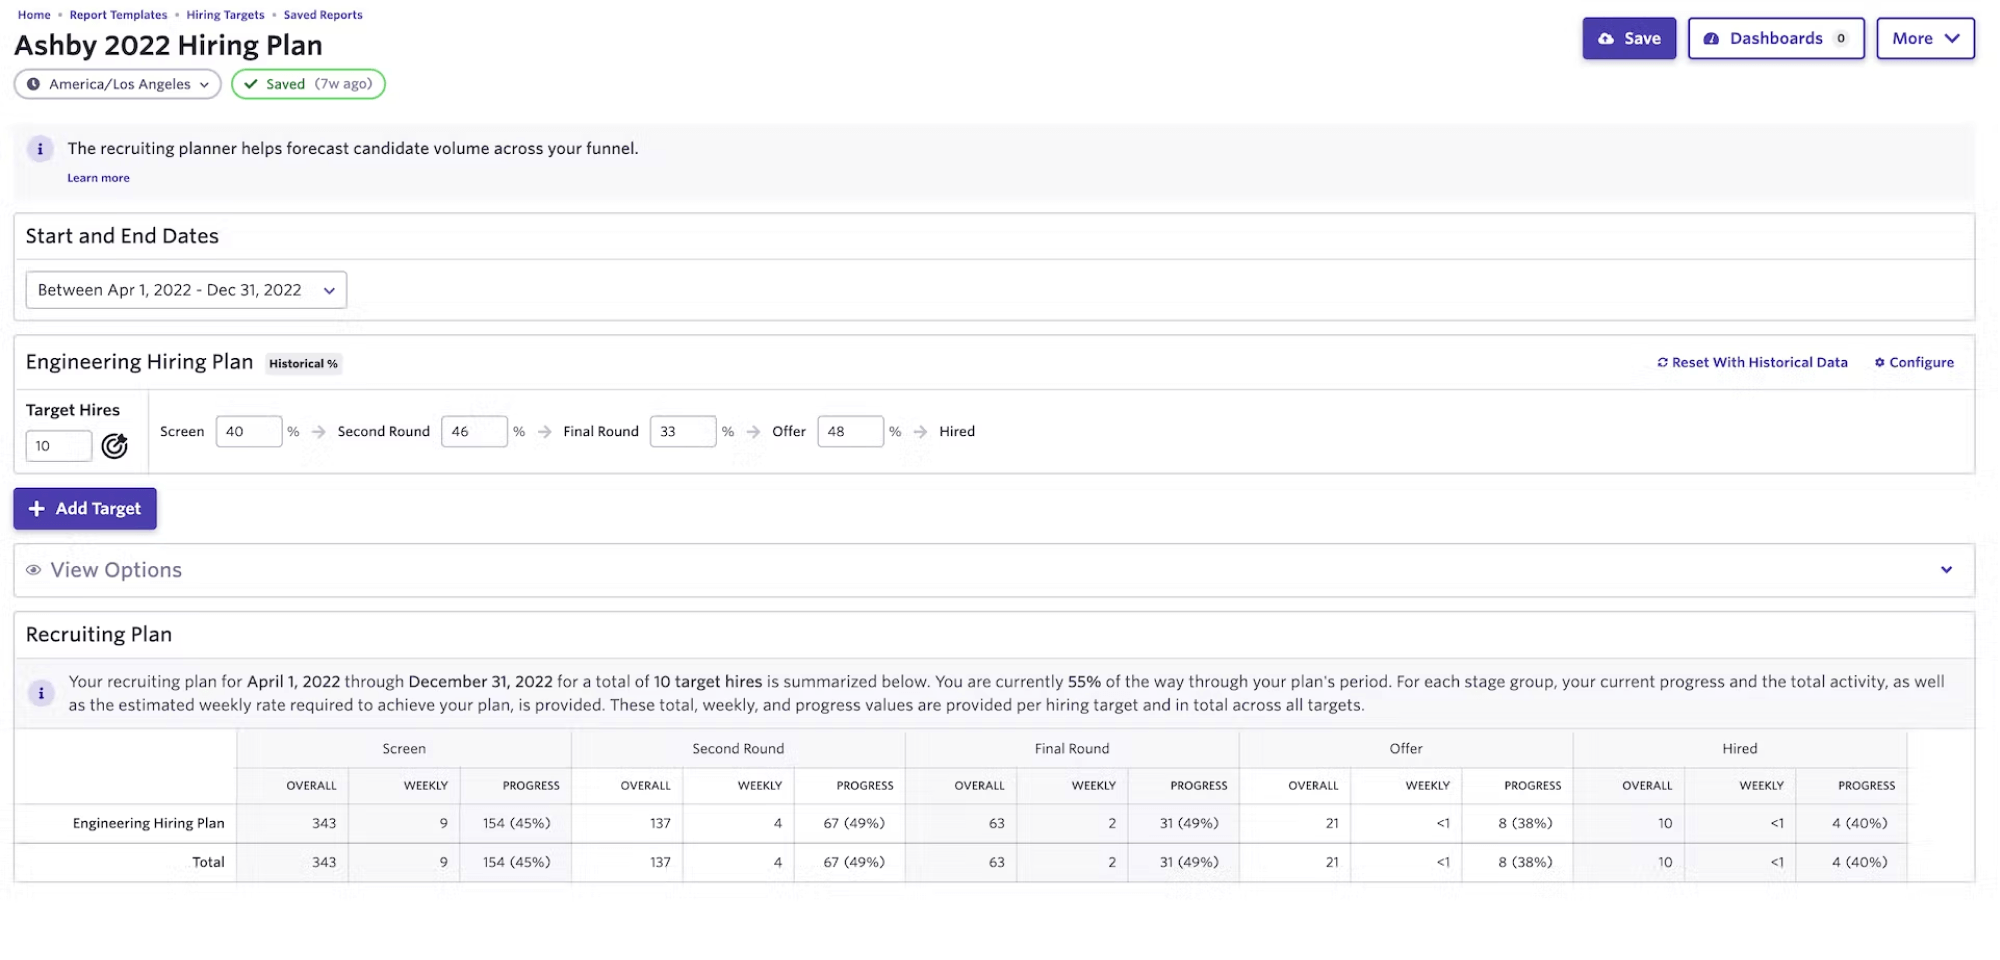 Home • Report Templates • Hiring Targets • Saved Reports
Ashby 2022 Hiring Plan
Save
Dashboards 0
More
America/Los Angeles
Saved (7w ago)
The recruiting planner helps forecast candidate volume across your funnel.
Learn more
Start and End Dates
Between Apr 1, 2022 - Dec 31, 2022
Engineering Hiring Plan Historical %
Reset With Historical Data Configure
Target Hires
10
Screen 40 % → Second Round 46 % → Final Round 33 % → Offer 48 % → Hired
+ Add Target
View Options
Recruiting Plan
Your recruiting plan for April 1, 2022 through December 31, 2022 for a total of 10 target hires is summarized below. You are currently 55% of the way through your plan's period. For each stage group, your current progress and the total activity, as well
as the estimated weekly rate required to achieve your plan, is provided. These total, weekly, and progress values are provided per hiring target and in total across all targets.
Screen Second Round Final Round Offer Hired
OVERALL WEEKLY PROGRESS OVERALL WEEKLY PROGRESS OVERALL WEEKLY PROGRESS OVERALL WEEKLY PROGRESS OVERALL WEEKLY PROGRESS
Engineering Hiring Plan 343 9 154 (45%) 137 4 67 (49%) 63 2 31 (49%) 21 <1 8 (38%) 10 <1 4 (40%)
Total 343 9 154 (45%) 137 4 67 (49%) 63 2 31 (49%) 21 <1 8 (38%) 10 <1 4 (40%)